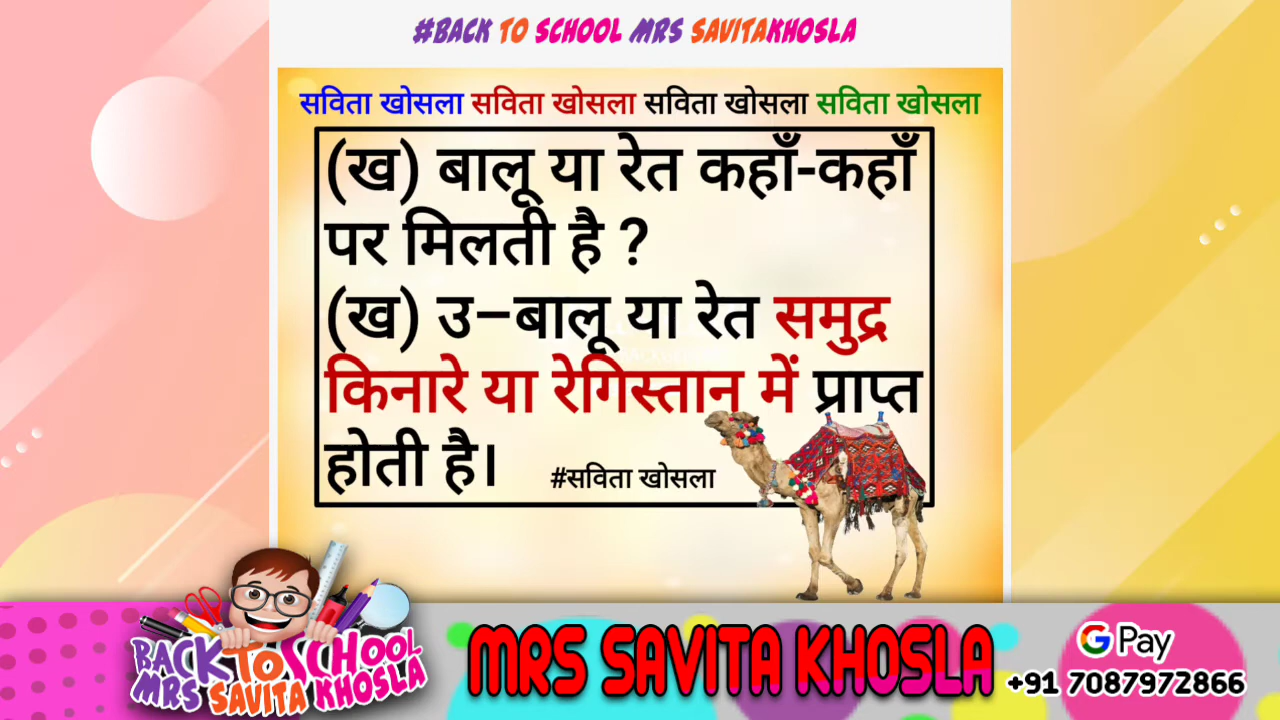 #BACK TO SCHOOL MRS SAVITAKHOSLA
सविता खोसला सविता खोसला सविता खोसला सविता खोसला
(ख) बालू या रेत कहाँ-कहाँ
पर मिलती है ?
(ख) उ–बालू या रेत समुद्र
किनारे या रेगिस्तान में प्राप्त
होती है।
#सविता खोसला
BACK TO SCHOOL
MRS SAVITA KHOSLA
MRS SAVITA KHOSLA
G Pay
+91 7087972866